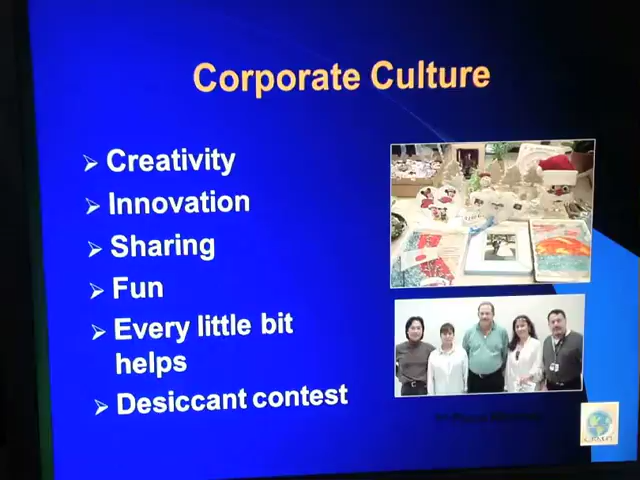 Corporate Culture
Creativity
Innovation
Sharing
Fun
Every little bit
helps
Desiccant contest